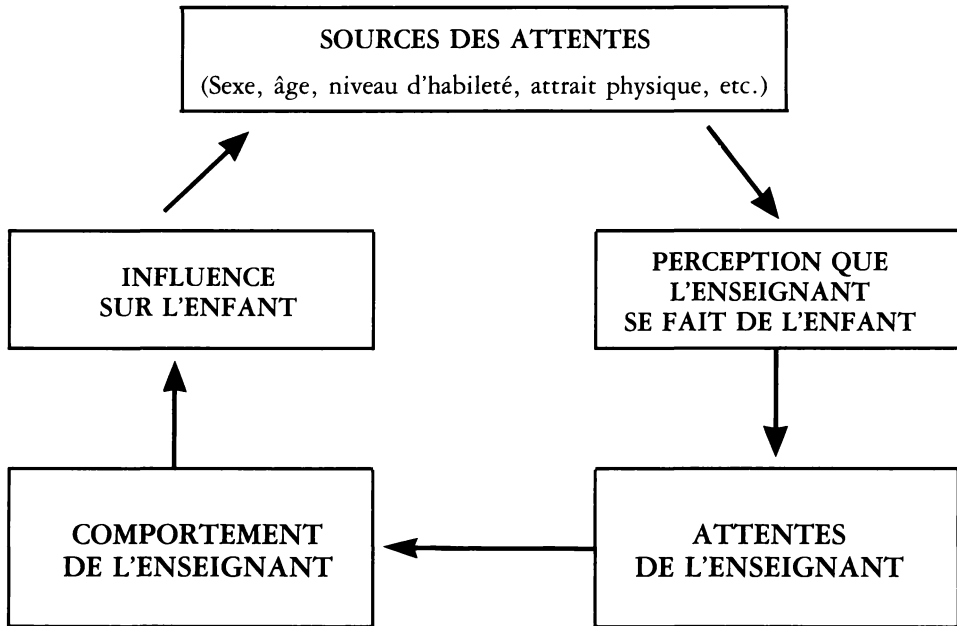 SOURCES DES ATTENTES
(Sexe, âge, niveau d'habileté, attrait physique, etc.)
INFLUENCE
SUR L'ENFANT
PERCEPTION QUE
L'ENSEIGNANT
SE FAIT DE L'ENFANT
COMPORTEMENT
DE L'ENSEIGNANT
ATTENTES
DE L'ENSEIGNANT